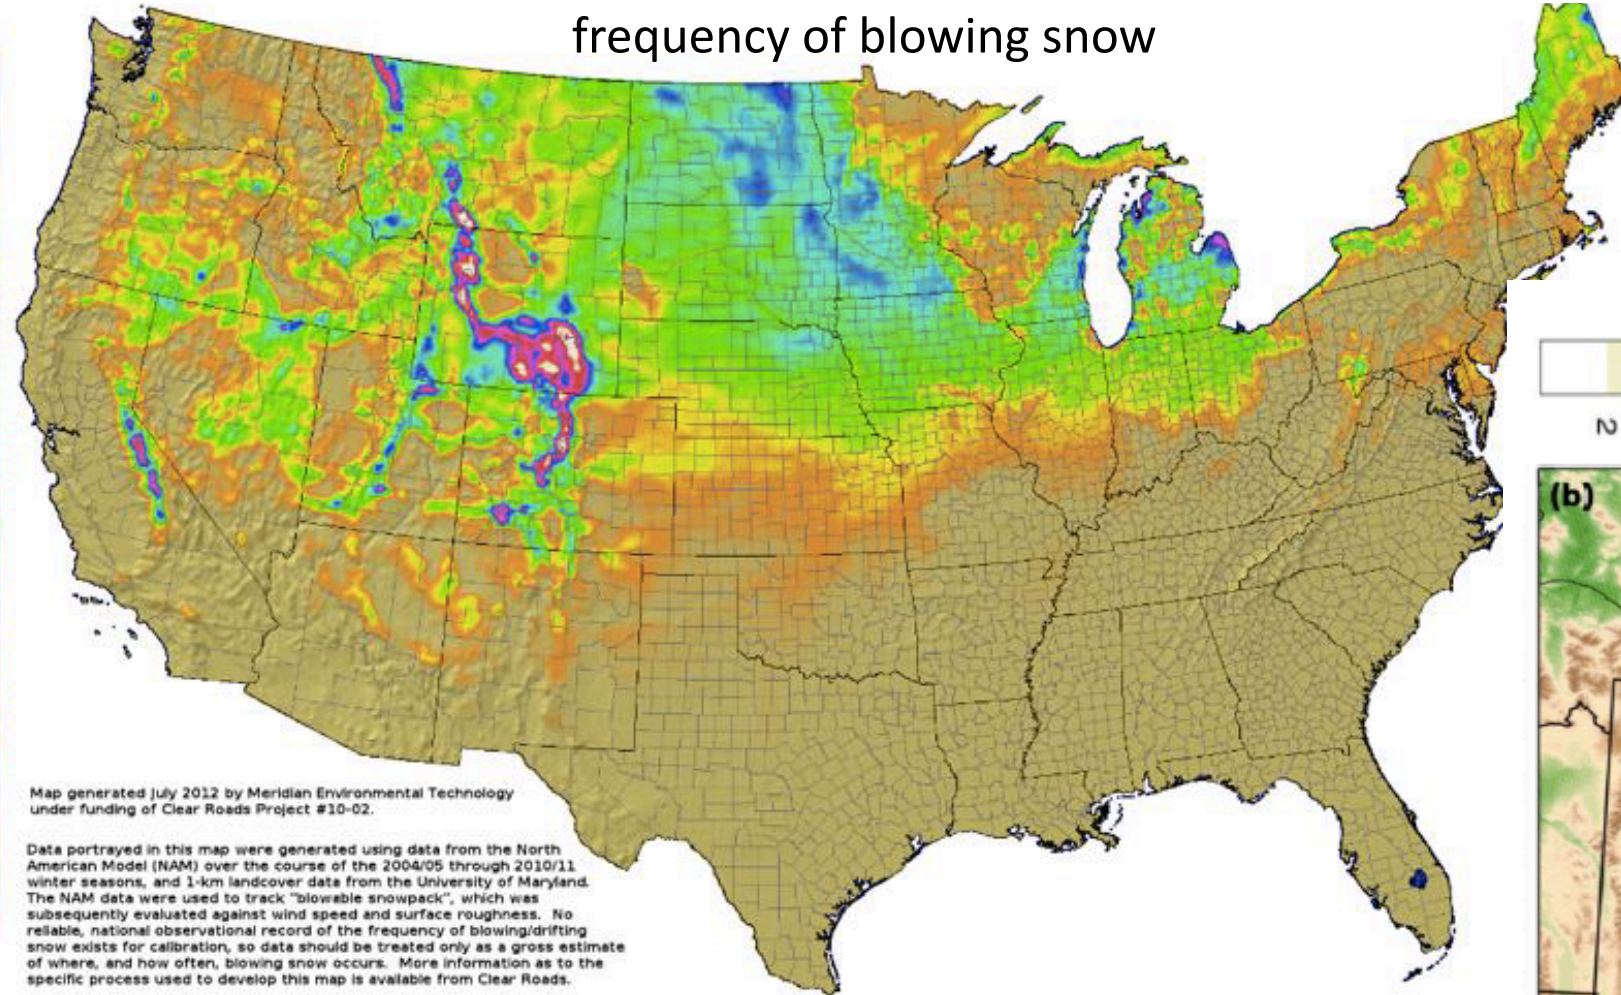 frequency of blowing snow
2
(b)
Map generated July 2012 by Meridian Environmental Technology
under funding of Clear Roads Project #10-02.
Data portrayed in this map were generated using data from the North
American Model (NAM) over the course of the 2004/05 through 2010/11
winter seasons, and 1-km landcover data from the University of Maryland.
The NAM data were used to track "blowable snowpack", which was
subsequently evaluated against wind speed and surface roughness. No
reliable, national observational record of the frequency of blowing/drifting
snow exists for calibration, so data should be treated only as a gross estimate
of where, and how often, blowing snow occurs. More information as to the
specific process used to develop this map is available from Clear Roads.